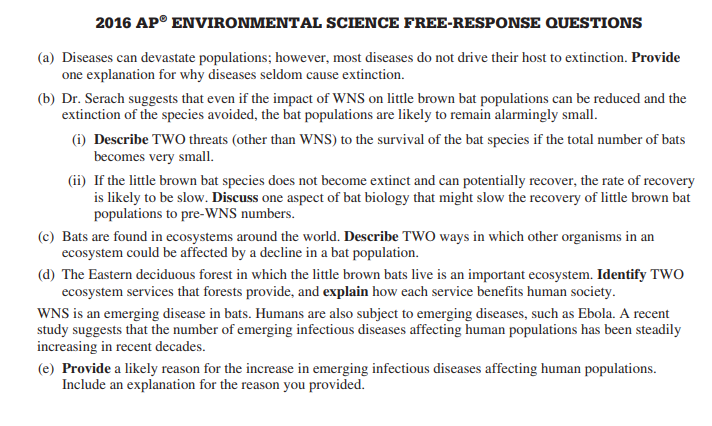 2016 AP® ENVIRONMENTAL SCIENCE FREE-RESPONSE QUESTIONS
(a) Diseases can devastate populations; however, most diseases do not drive their host to extinction. Provide
one explanation for why diseases seldom cause extinction.
(b) Dr. Serach suggests that even if the impact of WNS on little brown bat populations can be reduced and the
extinction of the species avoided, the bat populations are likely to remain alarmingly small.
(i) Describe TWO threats (other than WNS) to the survival of the bat species if the total number of bats
becomes very small.
(ii) If the little brown bat species does not become extinct and can potentially recover, the rate of recovery
is likely to be slow. Discuss one aspect of bat biology that might slow the recovery of little brown bat
populations to pre-WNS numbers.
(c) Bats are found in ecosystems around the world. Describe TWO ways in which other organisms in an
ecosystem could be affected by a decline in a bat population.
(d) The Eastern deciduous forest in which the little brown bats live is an important ecosystem. Identify TWO
ecosystem services that forests provide, and explain how each service benefits human society.
WNS is an emerging disease in bats. Humans are also subject to emerging diseases, such as Ebola. A recent
study suggests that the number of emerging infectious diseases affecting human populations has been steadily
increasing in recent decades.
(e) Provide a likely reason for the increase in emerging infectious diseases affecting human populations.
Include an explanation for the reason you provided.